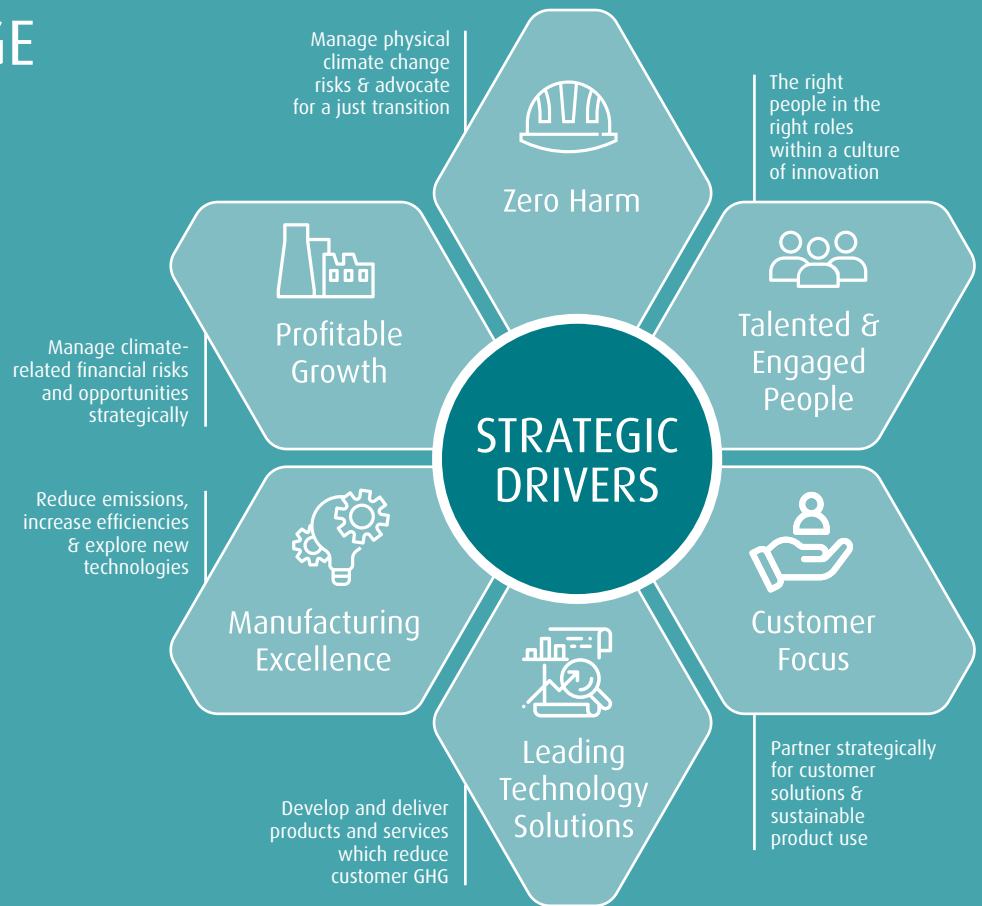 GE
Manage physical
climate change
risks & advocate
for a just transition
Zero Harm
The right
people in the
right roles
within a culture
of innovation
Talented &
Engaged
People
Profitable
Growth
Manage climate-
related financial risks
and opportunities
strategically
STRATEGIC
DRIVERS
Reduce emissions,
increase efficiencies
& explore new
technologies
Manufacturing
Excellence
Customer
Focus
Partner strategically
for customer
solutions &
sustainable
product use
Leading
Technology
Solutions
Develop and deliver
products and services
which reduce
customer GHG